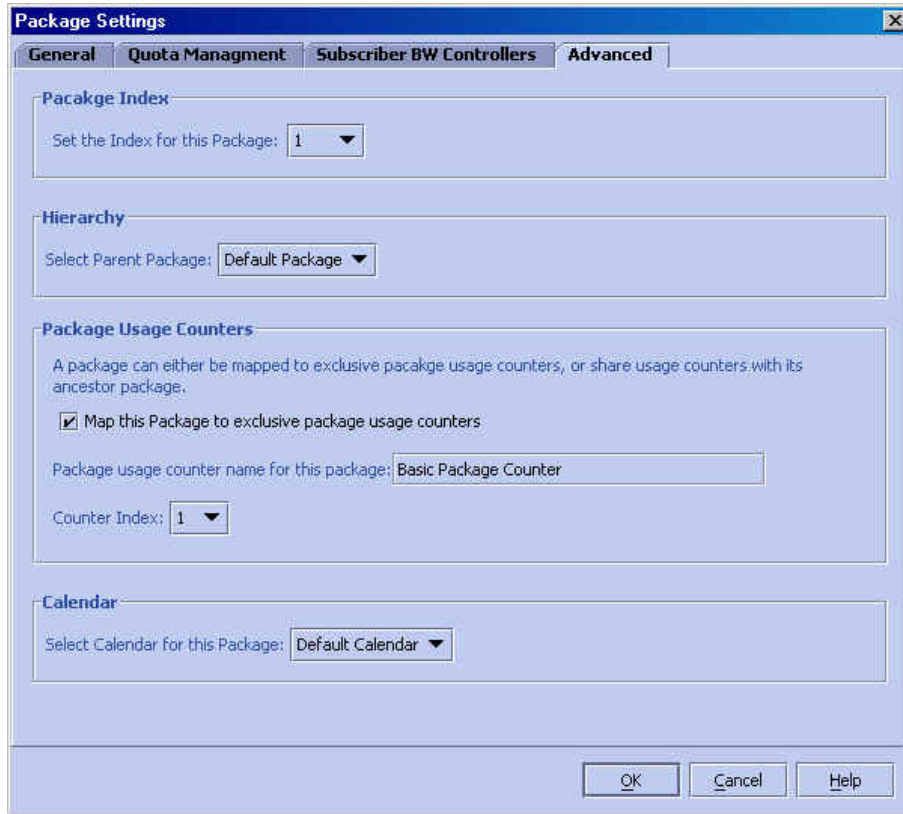 Package Settings
General Quota Managment Subscriber BW Controllers Advanced
Pacakge Index
Set the Index for this Package: 1
Hierarchy
Select Parent Package: Default Package
Package Usage Counters
A package can either be mapped to exclusive pacakge usage counters, or share usage counters with its
ancestor package.
Map this Package to exclusive package usage counters
Package usage counter name for this package: Basic Package Counter
Counter Index: 1
Calendar
Select Calendar for this Package: Default Calendar
OK Cancel Help